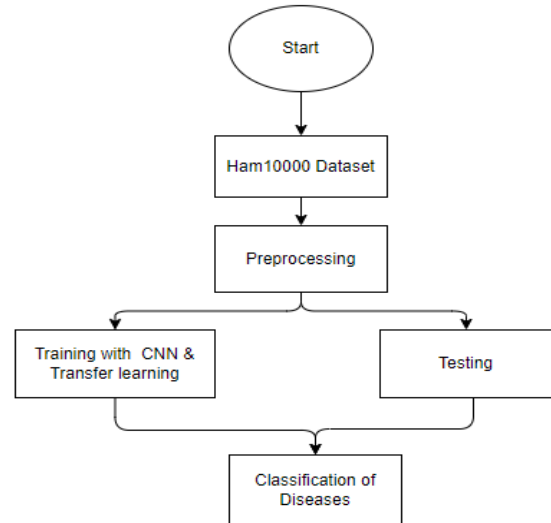 Start
Ham10000 Dataset
Preprocessing
Training with CNN &
Transfer learning
Testing
Classification of
Diseases